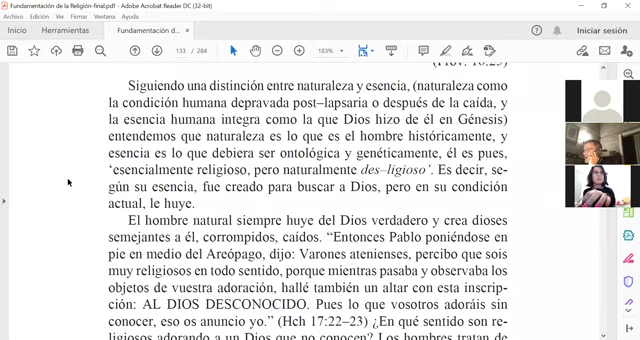 Fundamentación de la Religión-final.pdf - Adobe Acrobat Reader DC (32-bit)
Archivo Edición Ver Firmar Ventana Ayuda
Inicio Herramientas Fundamentación d... × Iniciar sesión
133 / 284 183%
Siguiendo una distinción entre naturaleza y esencia, (naturaleza como
la condición humana depravada post–lapsaria o después de la caída, y
la esencia humana integra como la que Dios hizo de él en Génesis)
entendemos que naturaleza es lo que es el hombre históricamente, y
esencia es lo que debiera ser ontológica y genéticamente, él es pues,
‘esencialmente religioso, pero naturalmente des–ligioso’. Es decir, se-
gún su esencia, fue creado para buscar a Dios, pero en su condición
actual, le huye.
El hombre natural siempre huye del Dios verdadero y crea dioses
semejantes a él, corrompidos, caídos. “Entonces Pablo poniéndose en
pie en medio del Areópago, dijo: Varones atenienses, percibo que sois
muy religiosos en todo sentido, porque mientras pasaba y observaba los
objetos de vuestra adoración, hallé también un altar con esta inscrip-
ción: AL DIOS DESCONOCIDO. Pues lo que vosotros adoráis sin
conocer, eso os anuncio yo.” (Hch 17:22–23) ¿En qué sentido son re-
ligiosos adorando a un Dios que no conocen? Los hombres tratan de